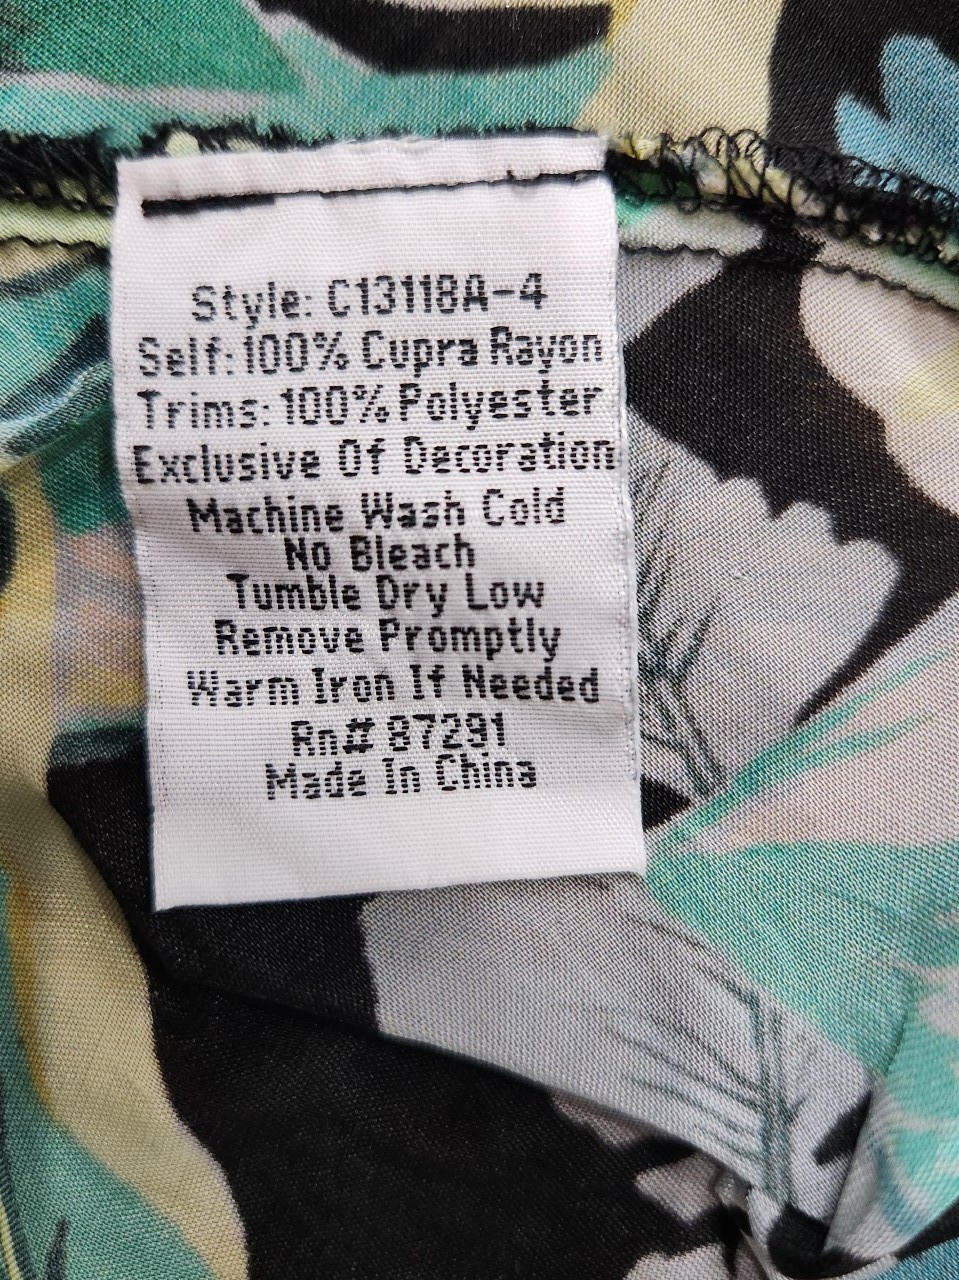 Style: C13118A-4
Self: 100% Cupra Rayon
Trims: 100% Polyester
Exclusive Of Decoration
Machine Wash Cold
No Bleach
Tumble Dry Low
Remove Promptly
Warm Iron If Needed
Rn# 87291
Made In China